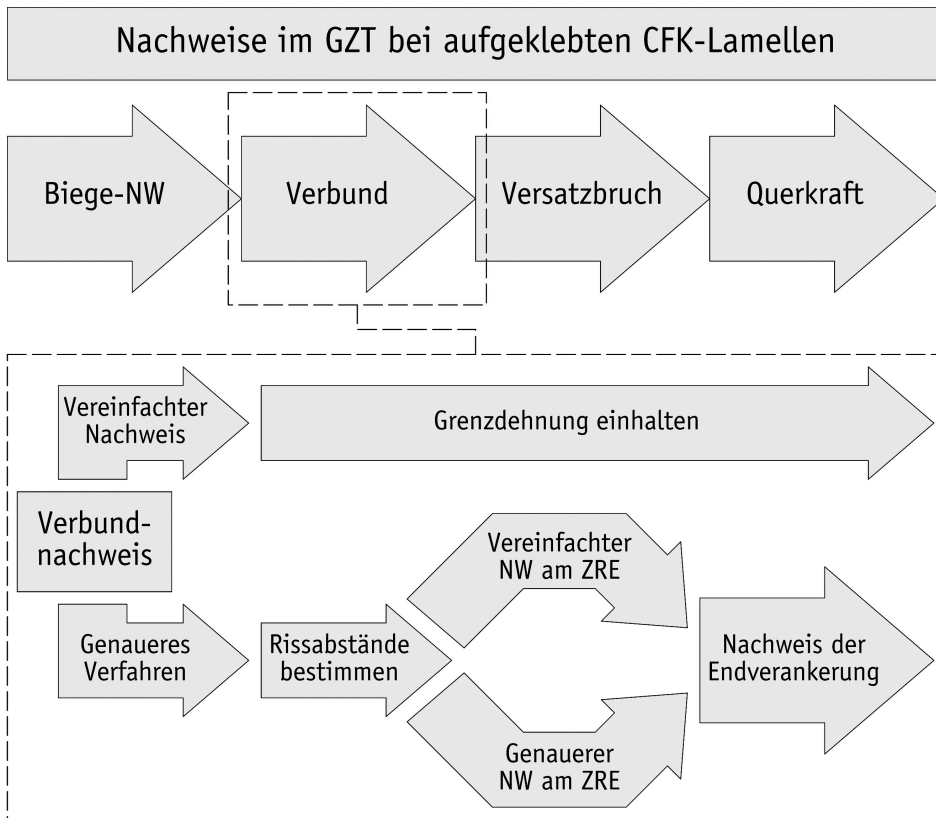 Nachweise im GZT bei aufgeklebten CFK-Lamellen
Biege-NW
Verbund
Versatzbruch
Querkraft
Vereinfachter
Nachweis
Grenzdehnung einhalten
Verbund-
nachweis
Vereinfachter
NW am ZRE
Genaueres
Verfahren
Rissabstände
bestimmen
Nachweis der
Endverankerung
Genauerer
NW am ZRE